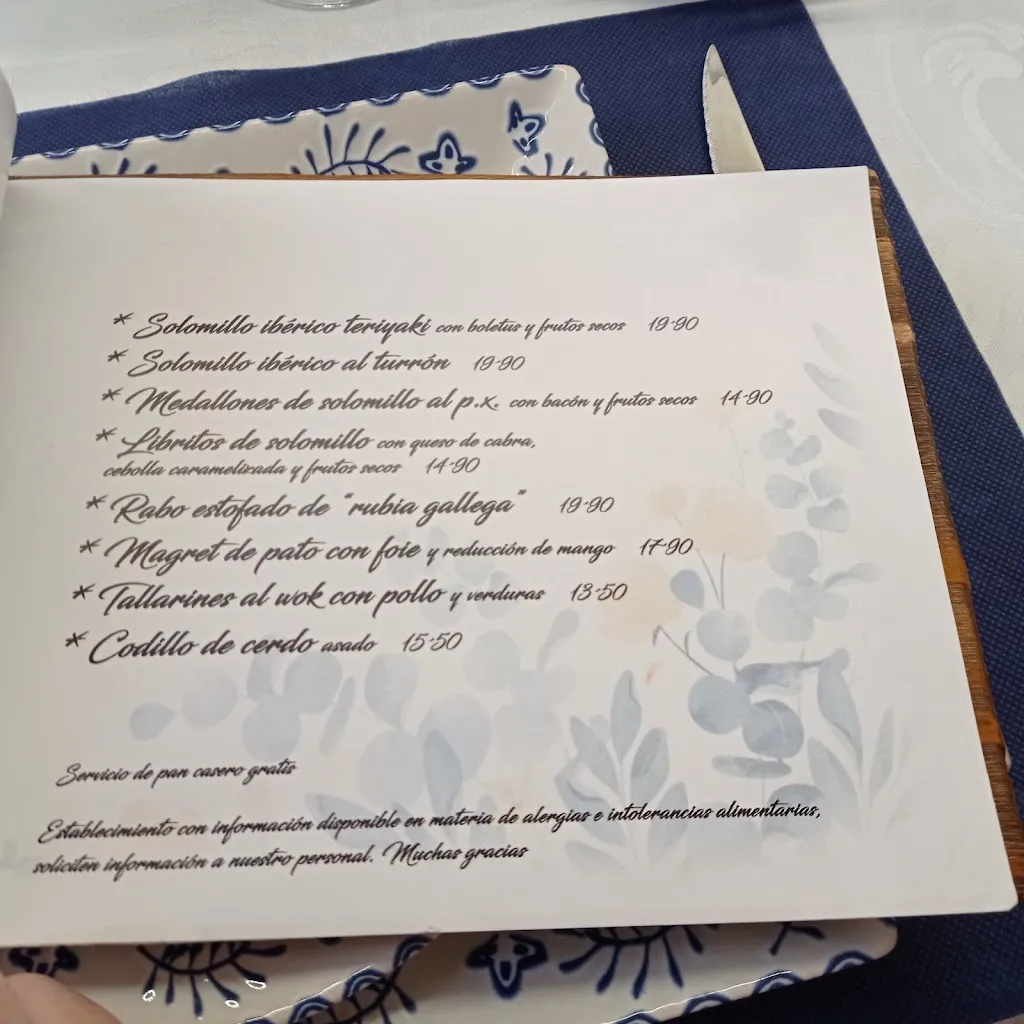 * Solomillo ibérico teriyaki con boletus y frutos secos 19'90
* Solomillo ibérico al turrón 19'90
* Medallones de solomillo al p.x. con bacón y frutos secos 14'90
* Libritos de solomillo con queso de cabra,
cebolla caramelizada y frutos secos 14'90
* Rabo estofado de "rubia gallega" 19'90
* Magret de pato con foie y reducción de mango 17'90
* Tallarines al wok con pollo y verduras 13'50
* Codillo de cerdo asado 15'50
Servicio de pan casero gratis
Establecimiento con información disponible en materia de alergias e intolerancias alimentarias,
soliciten información a nuestro personal. Muchas gracias